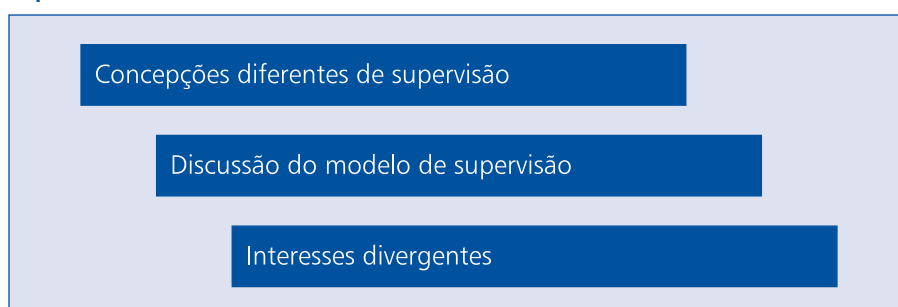 Concepções diferentes de supervisão
Discussão do modelo de supervisão
Interesses divergentes